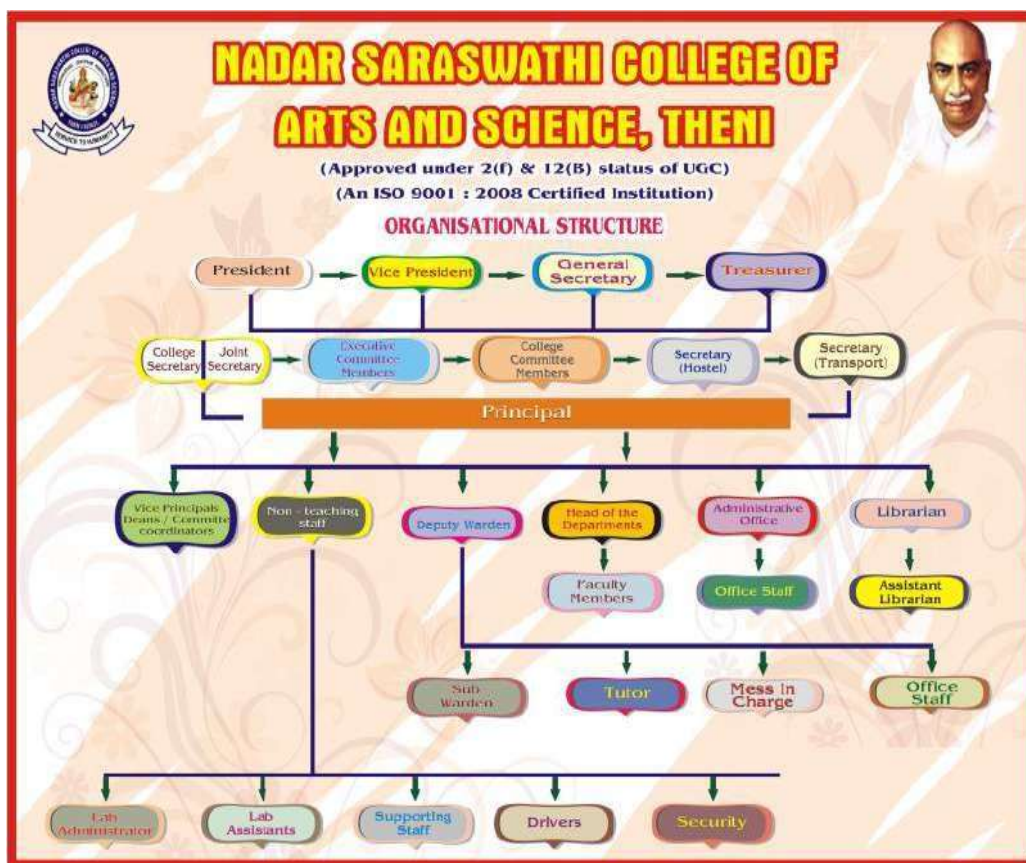 NADAR SARASWATHI COLLEGE OF
ARTS AND SCIENCE, THENI
(Approved under 2(f) & 12(B) status of UGC)
(An ISO 9001 : 2008 Certified Institution)
ORGANISATIONAL STRUCTURE
President
Vice President
General
Secretary
Treasurer
College
Secretary
Joint
Secretary
Executive
Committee
Members
College
Committee
Members
Secretary
(Hostel)
Secretary
(Transport)
Principal
Vice Principals
Deans / Committe
coordinators
Non - teaching
staff
Deputy Warden
Head of the
Departments
Administrative
Office
Librarian
Faculty
Members
Office Staff
Assistant
Librarian
Sub
Warden
Tutor
Mess In
Charge
Office
Staff
Lab
Administrator
Lab
Assistants
Supporting
Staff
Drivers
Security